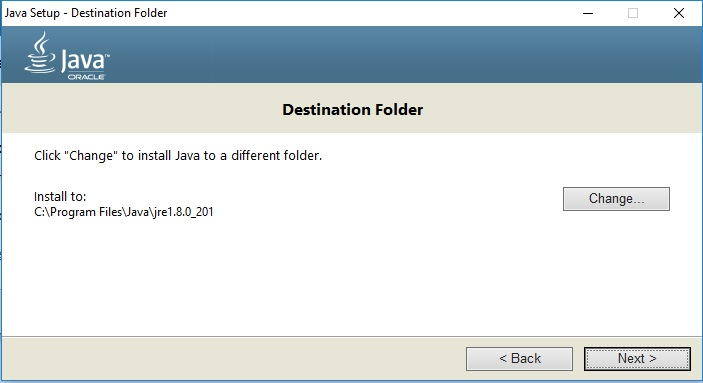 Java Setup - Destination Folder
Java™
ORACLE
Destination Folder
Click "Change" to install Java to a different folder.
Install to:
C:\Program Files\Java\jre1.8.0_201
Change...
< Back
Next >